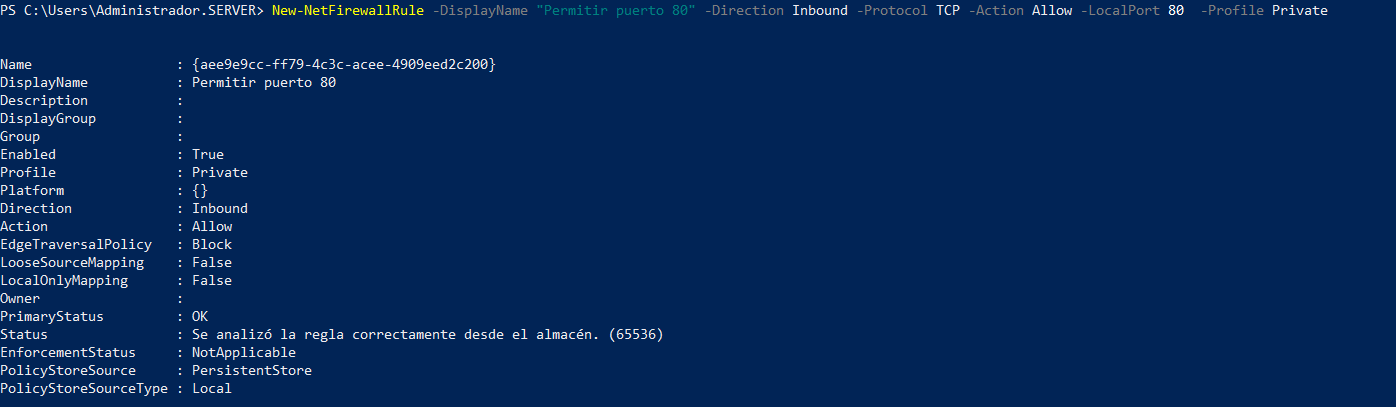 PS C:\Users\Administrador.SERVER> New-NetFirewallRule -DisplayName "Permitir puerto 80" -Direction Inbound -Protocol TCP -Action Allow -LocalPort 80  -Profile Private
Name                  : {aee9e9cc-ff79-4c3c-acee-4909eed2c200}
DisplayName           : Permitir puerto 80
Description           :
DisplayGroup          :
Group                 :
Enabled               : True
Profile               : Private
Platform              : {}
Direction             : Inbound
Action                : Allow
EdgeTraversalPolicy   : Block
LooseSourceMapping    : False
LocalOnlyMapping      : False
Owner                 :
PrimaryStatus         : OK
Status                : Se analizó la regla correctamente desde el almacén. (65536)
EnforcementStatus     : NotApplicable
PolicyStoreSource     : PersistentStore
PolicyStoreSourceType : Local